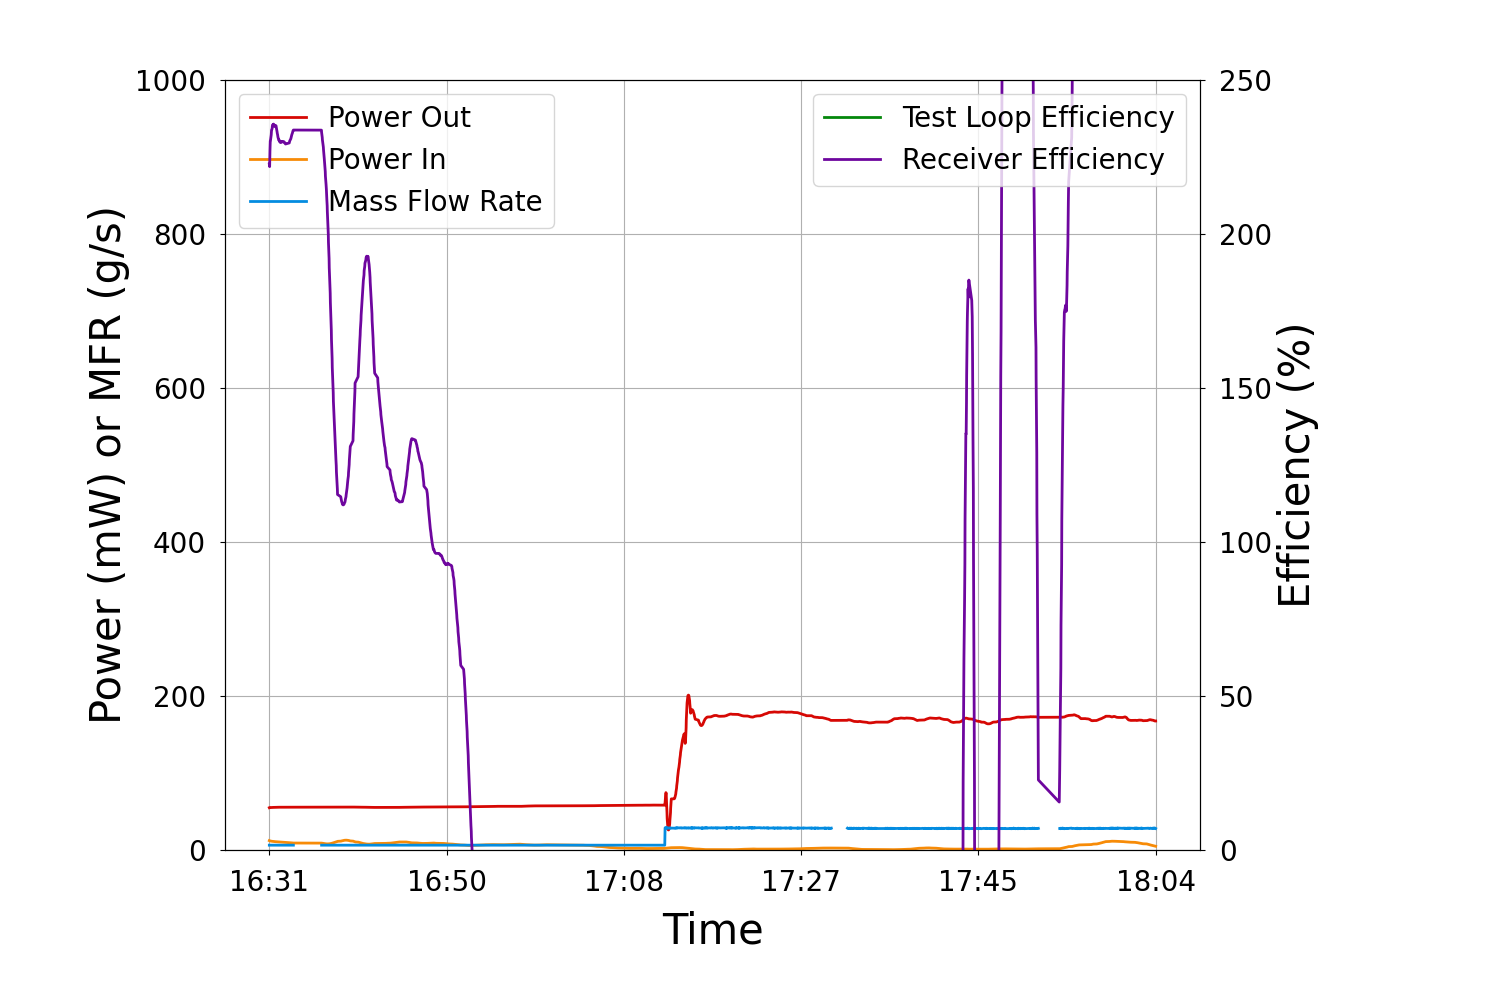 1000
800
600
400
200
0
Power (mW) or MFR (g/s)
Power Out
Power In
Mass Flow Rate
Test Loop Efficiency
Receiver Efficiency
250
200
150
100
50
0
Efficiency (%)
16:31 16:50 17:08 17:27 17:45 18:04
Time